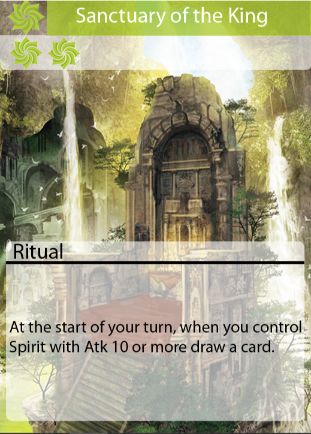 Sanctuary of the King
Ritual
At the start of your turn, when you control
Spirit with Atk 10 or more draw a card.